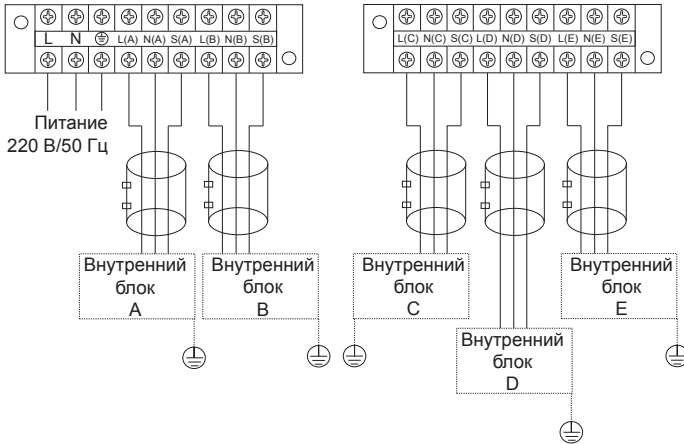 L N L(A) N(A) S(A) L(B) N(B) S(B)
L(C) N(C) S(C) L(D) N(D) S(D) L(E) N(E) S(E)
Питание
220 В/50 Гц
Внутренний
блок
A
Внутренний
блок
B
Внутренний
блок
C
Внутренний
блок
D
Внутренний
блок
E